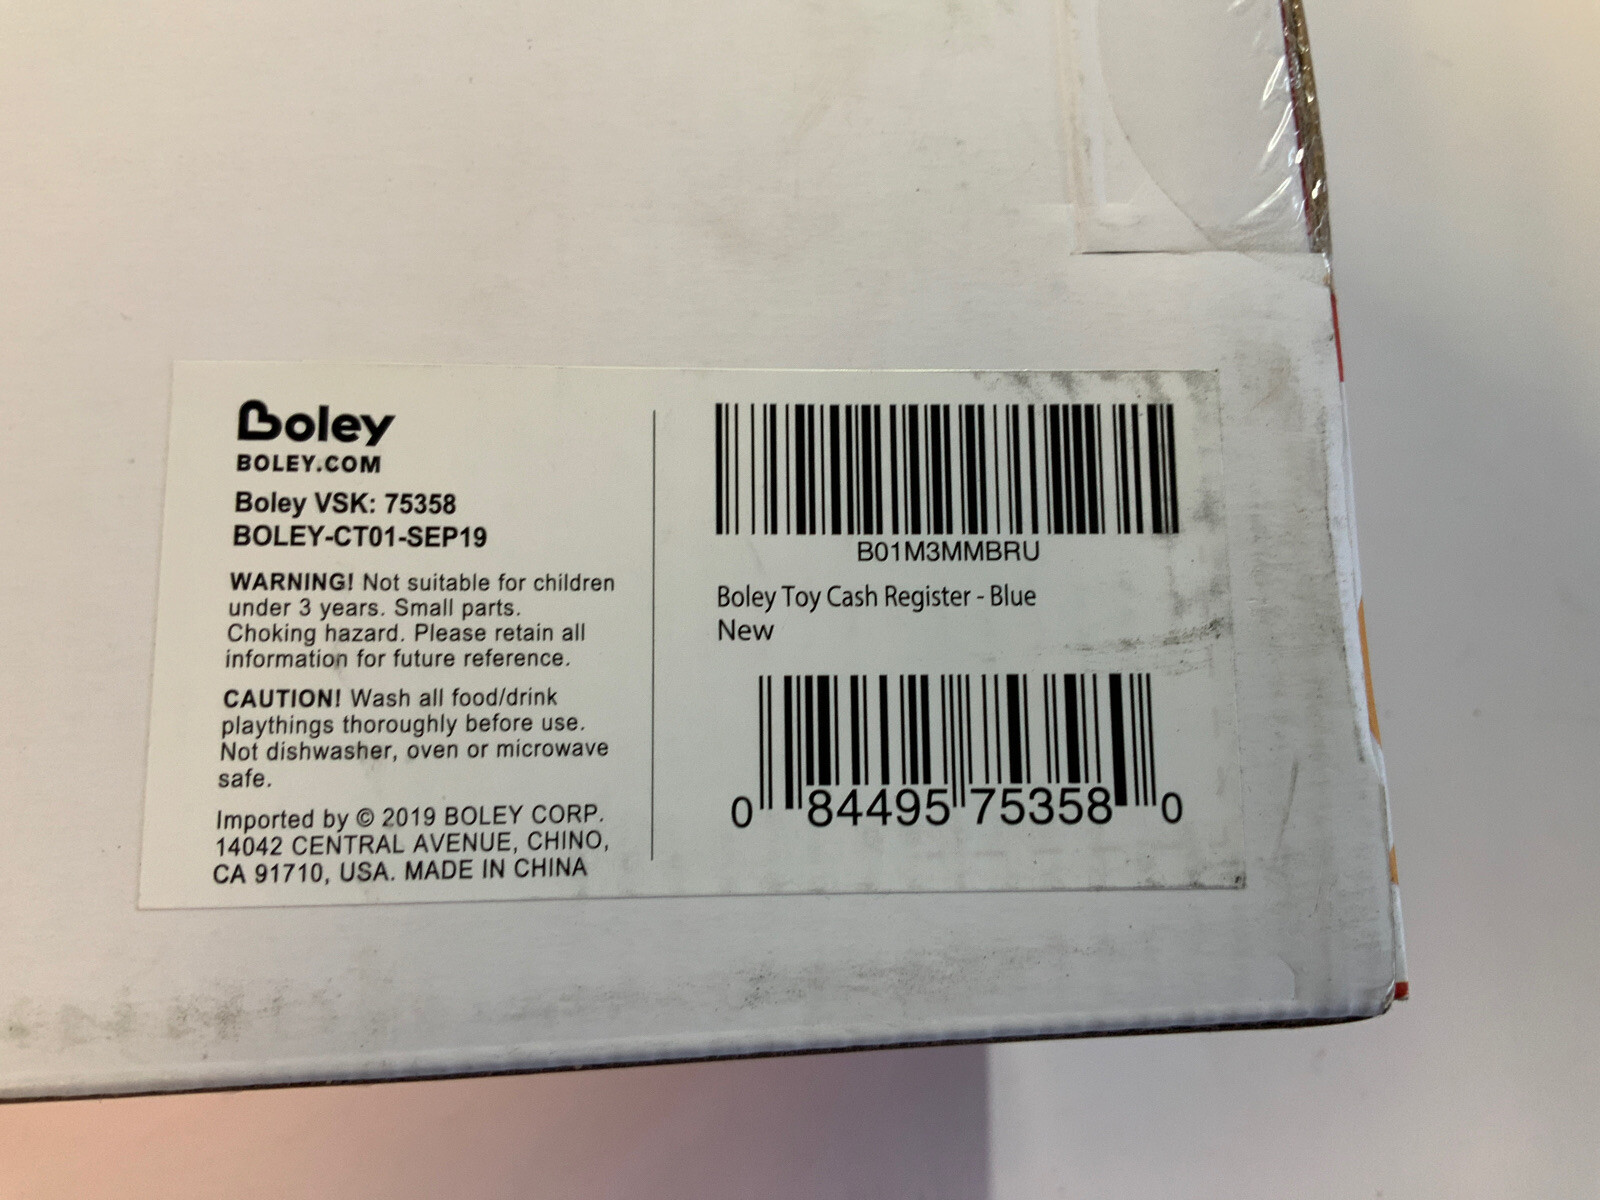 Boley
BOLEY.COM
Boley VSK: 75358
BOLEY-CT01-SEP19
WARNING! Not suitable for children
under 3 years. Small parts.
Choking hazard. Please retain all
information for future reference.
CAUTION! Wash all food/drink
playthings thoroughly before use.
Not dishwasher, oven or microwave
safe.
Imported by © 2019 BOLEY CORP.
14042 CENTRAL AVENUE, CHINO,
CA 91710, USA. MADE IN CHINA
B01M3MMBRU
Boley Toy Cash Register - Blue
New
0 84495 75358 0